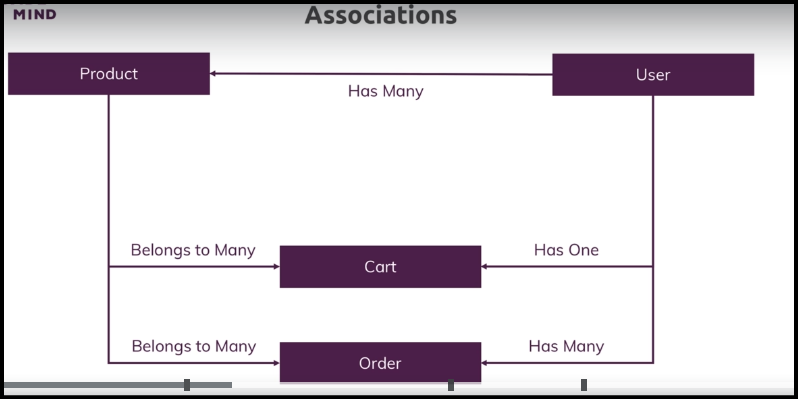 MIND
Associations
Product
User
Has Many
Belongs to Many
Has One
Cart
Belongs to Many
Has Many
Order